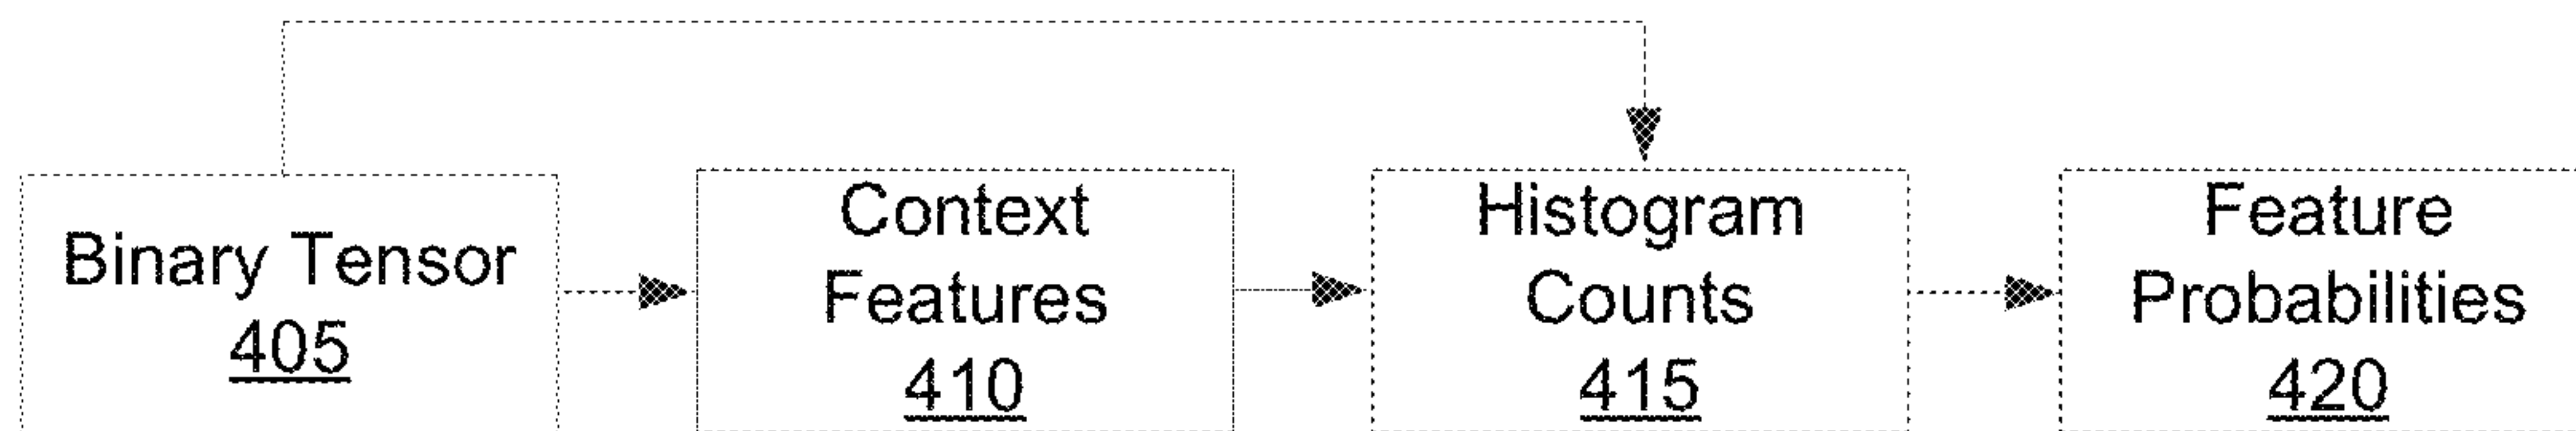 Binary Tensor
405
Context
Features
410
Histogram
Counts
415
Feature
Probabilities
420